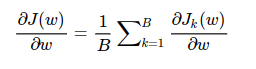 ∂J(w)/∂w = 1/B ∑_{k=1}^{B} ∂J_k(w)/∂w